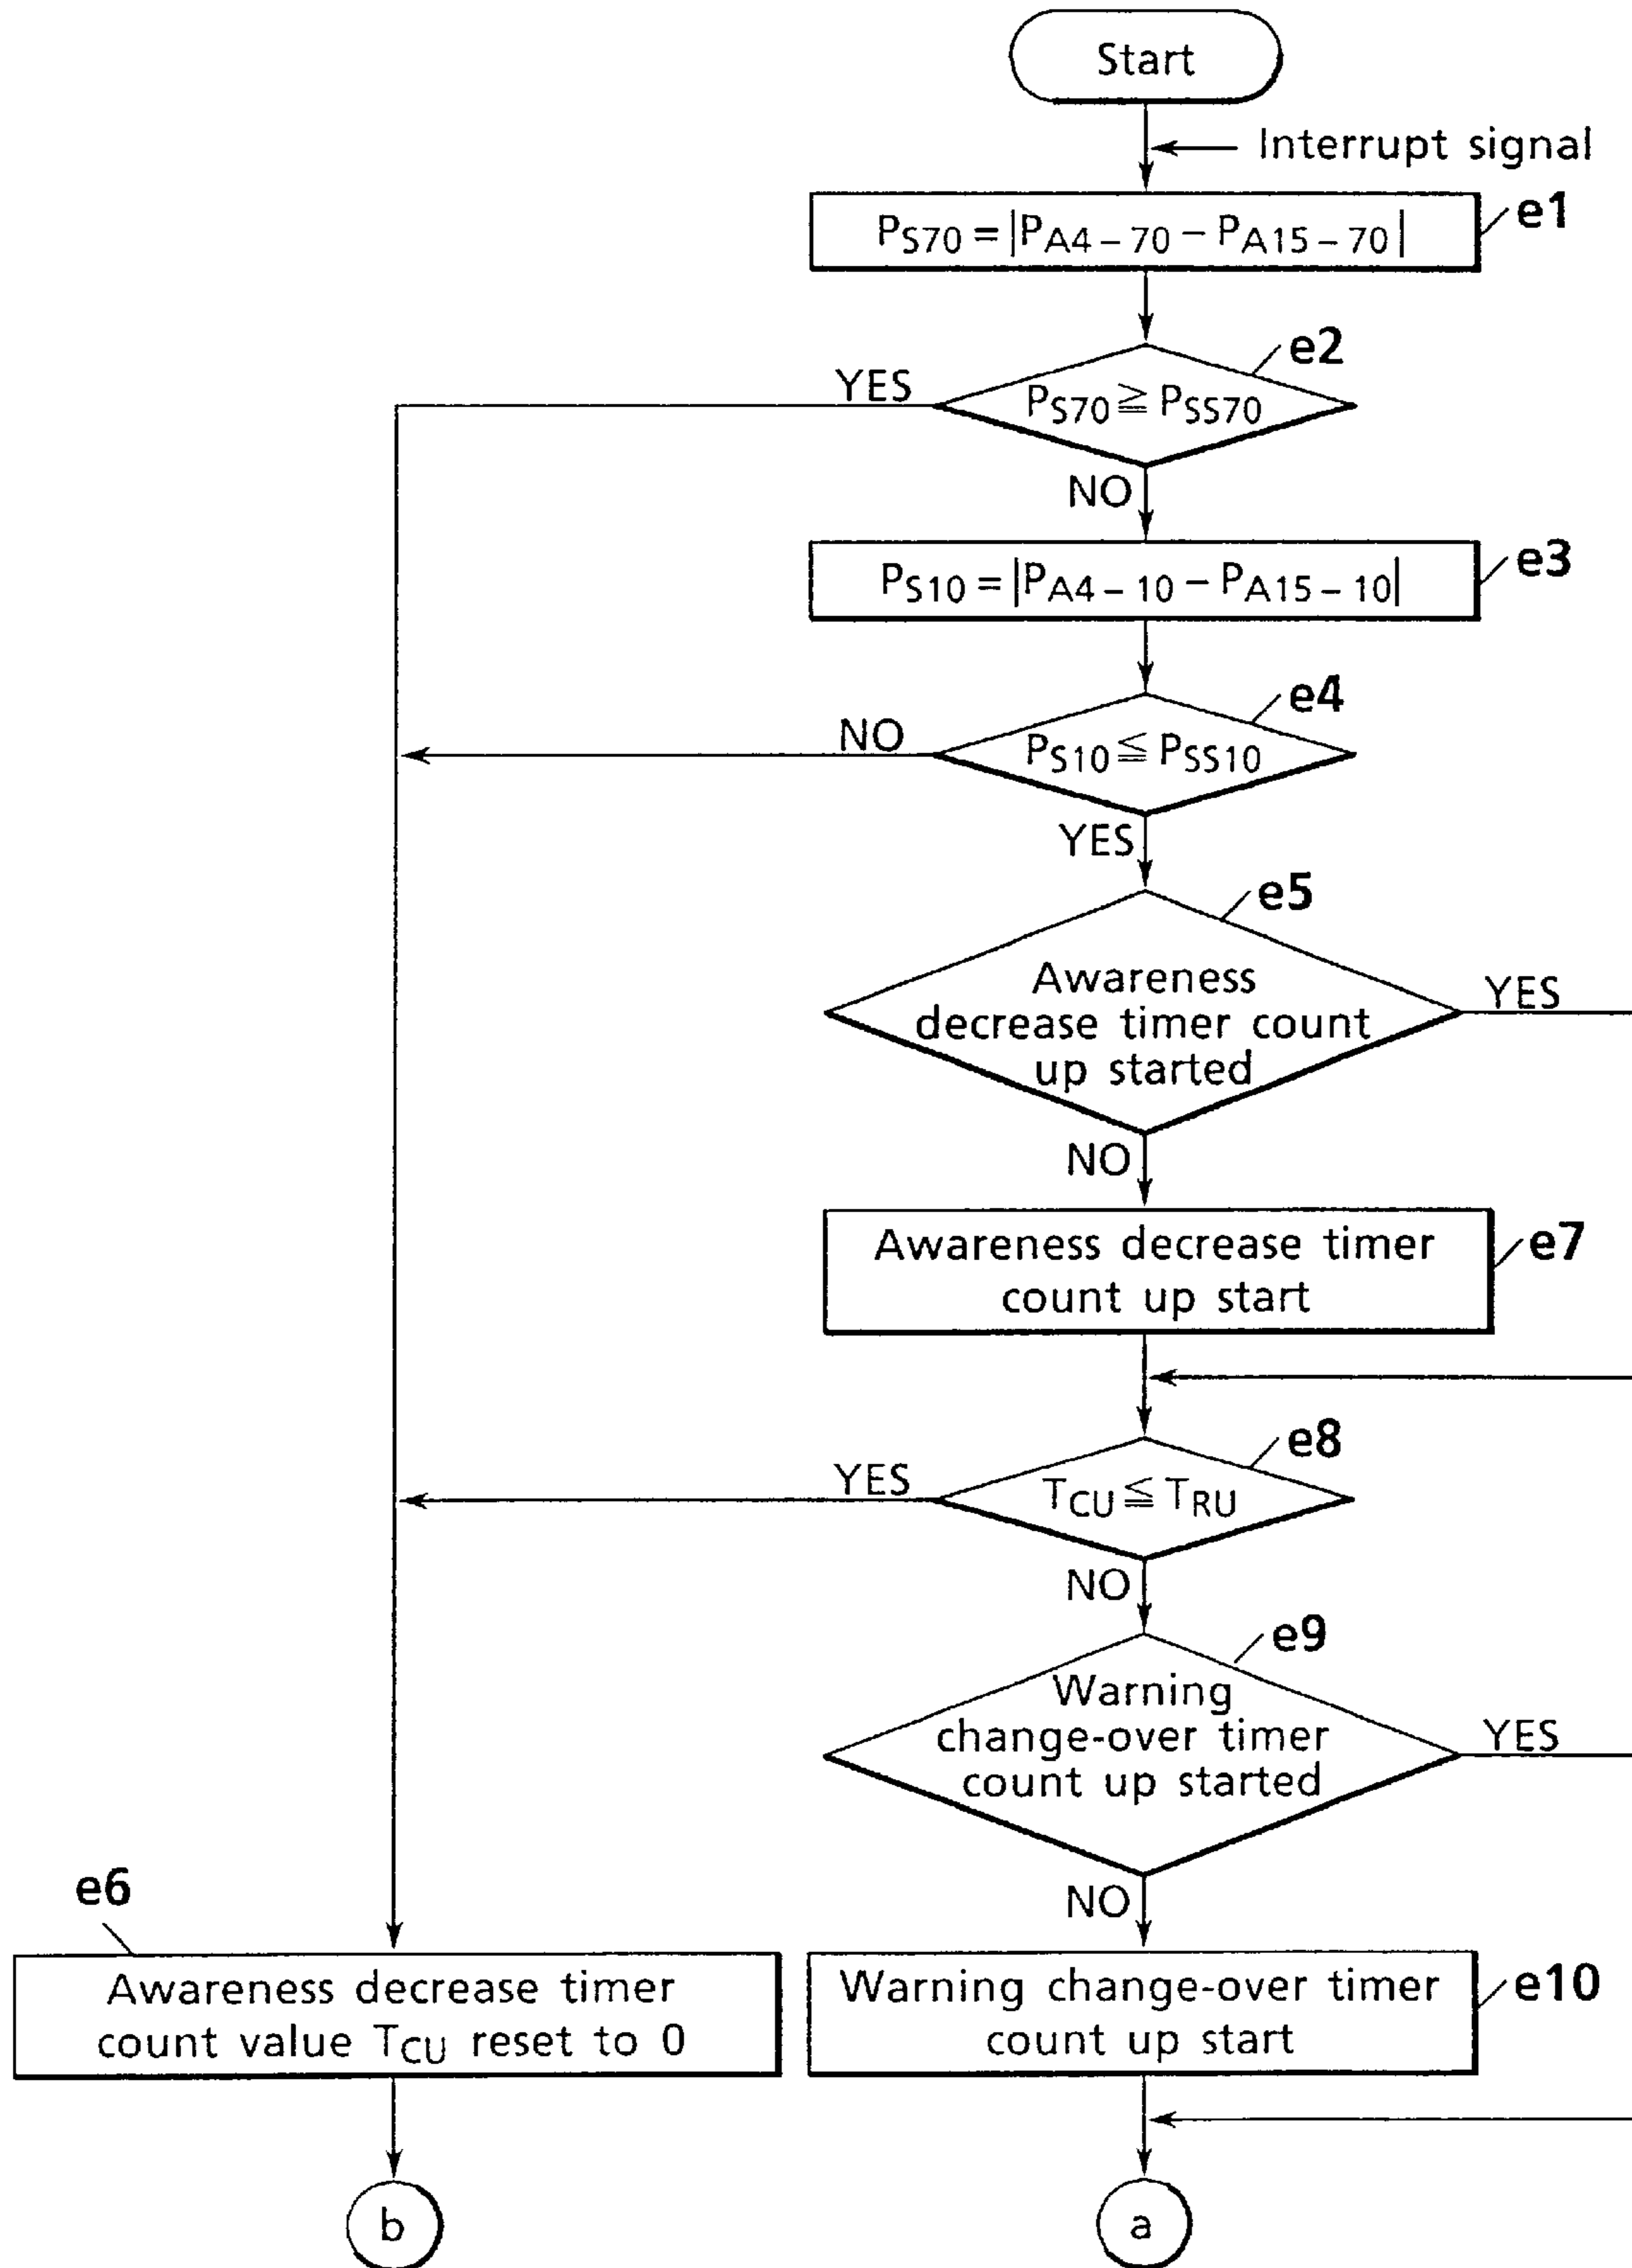 Start
Interrupt signal
PS70 = |PA4 – 70 – PA15 – 70|
e1
e2
YES
PS70 ≧ PSS70
NO
PS10 = |PA4 – 10 – PA15 – 10|
e3
e4
NO
PS10 ≦ PSS10
YES
e5
Awareness
decrease timer count
up started
YES
NO
Awareness decrease timer
count up start
e7
e8
YES
TCU ≦ TRU
NO
e9
Warning
change-over timer
count up started
YES
NO
e6
Awareness decrease timer
count value TCU reset to 0
Warning change-over timer
count up start
e10
b
a